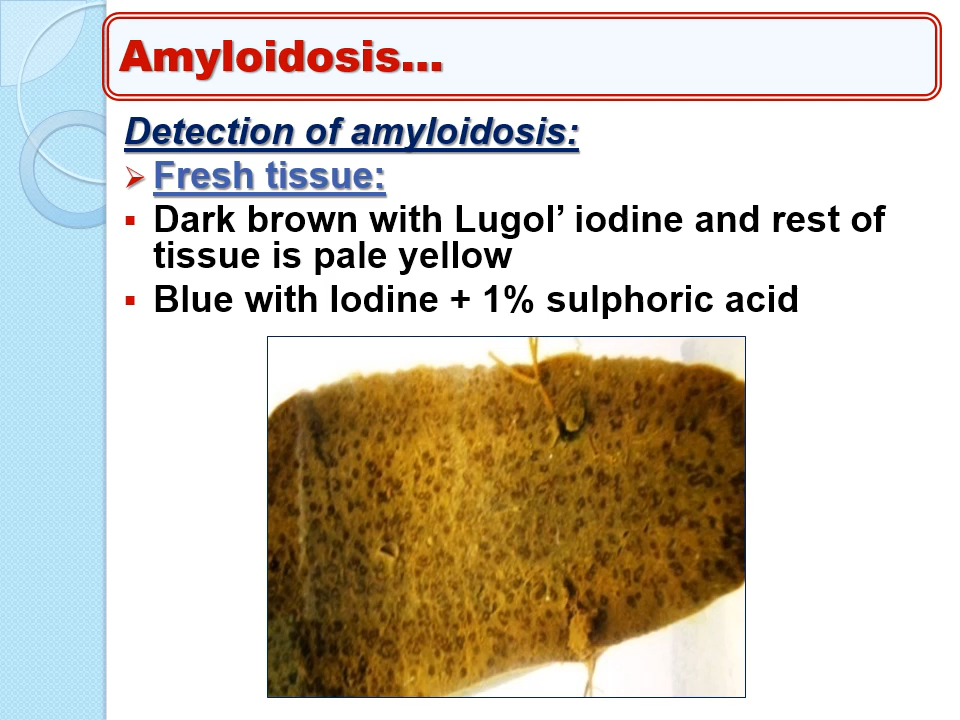 Amyloidosis...
Detection of amyloidosis:
Fresh tissue:
Dark brown with Lugol’ iodine and rest of
tissue is pale yellow
Blue with Iodine + 1% sulphoric acid